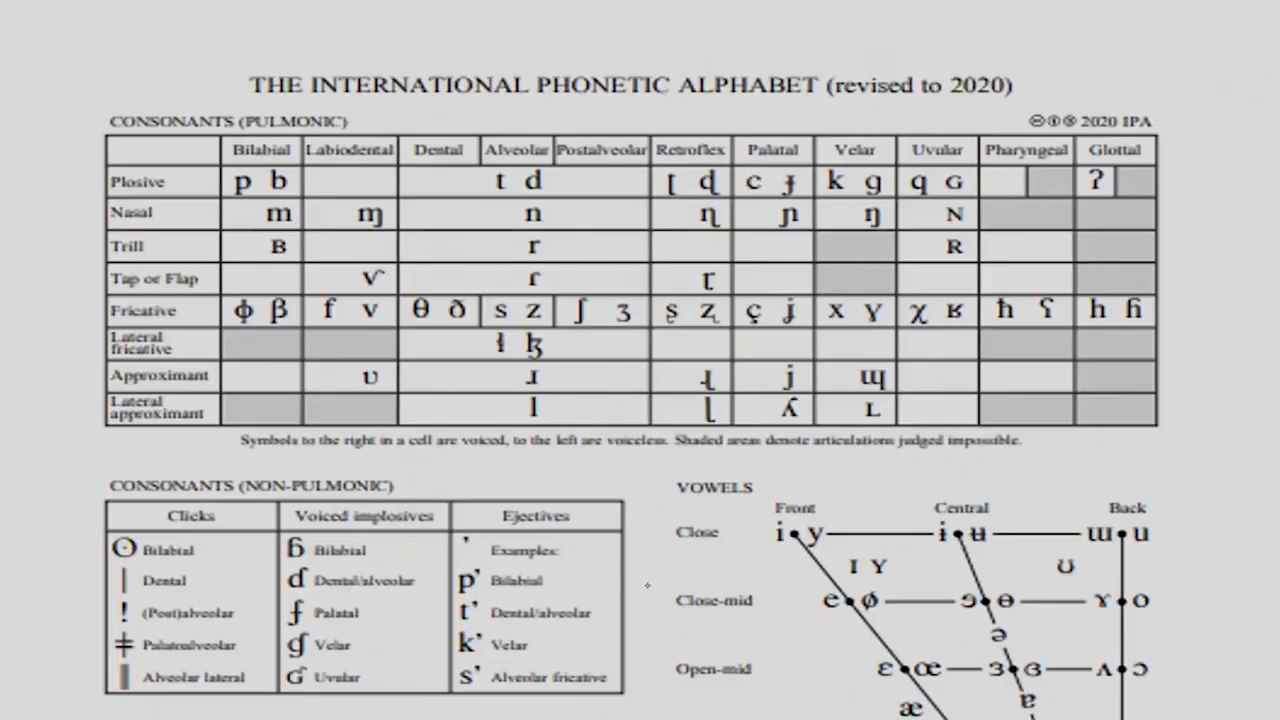 THE INTERNATIONAL PHONETIC ALPHABET (revised to 2020)
CONSONANTS (PULMONIC) 2020 IPA
Bilabial Labiodental Dental Alveolar Postalveolar Retroflex Palatal Velar Uvular Pharyngeal Glottal
Plosive p b t d ʈ ɖ c ɟ k ɡ q ɢ ʔ
Nasal m ɱ n ɳ ɲ ŋ ɴ
Trill ʙ r ʀ
Tap or Flap ⱱ ɾ ɽ
Fricative ɸ β f v θ ð s z ʃ ʒ ʂ ʐ ç ʝ x ɣ χ ʁ ħ ʕ h ɦ
Lateral fricative ɬ ɮ
Approximant ʋ ɹ ɻ j ɰ
Lateral approximant l ɭ ʎ ʟ
Symbols to the right in a cell are voiced, to the left are voiceless. Shaded areas denote articulations judged impossible.
CONSONANTS (NON-PULMONIC)
Clicks Voiced implosives Ejectives
ʘ Bilabial ɓ Bilabial ʼ Examples:
ǀ Dental ɗ Dental/alveolar pʼ Bilabial
ǃ (Post)alveolar ʄ Palatal tʼ Dental/alveolar
ǂ Palatoalveolar ɠ Velar kʼ Velar
ǁ Alveolar lateral ʛ Uvular sʼ Alveolar fricative
VOWELS
Front Central Back
Close i y ɨ ʉ ɯ u
ɪ ʏ ʊ
Close-mid e ø ɘ ɵ ɤ o
ə
Open-mid ɛ œ ɜ ɞ ʌ ɔ
æ ɐ